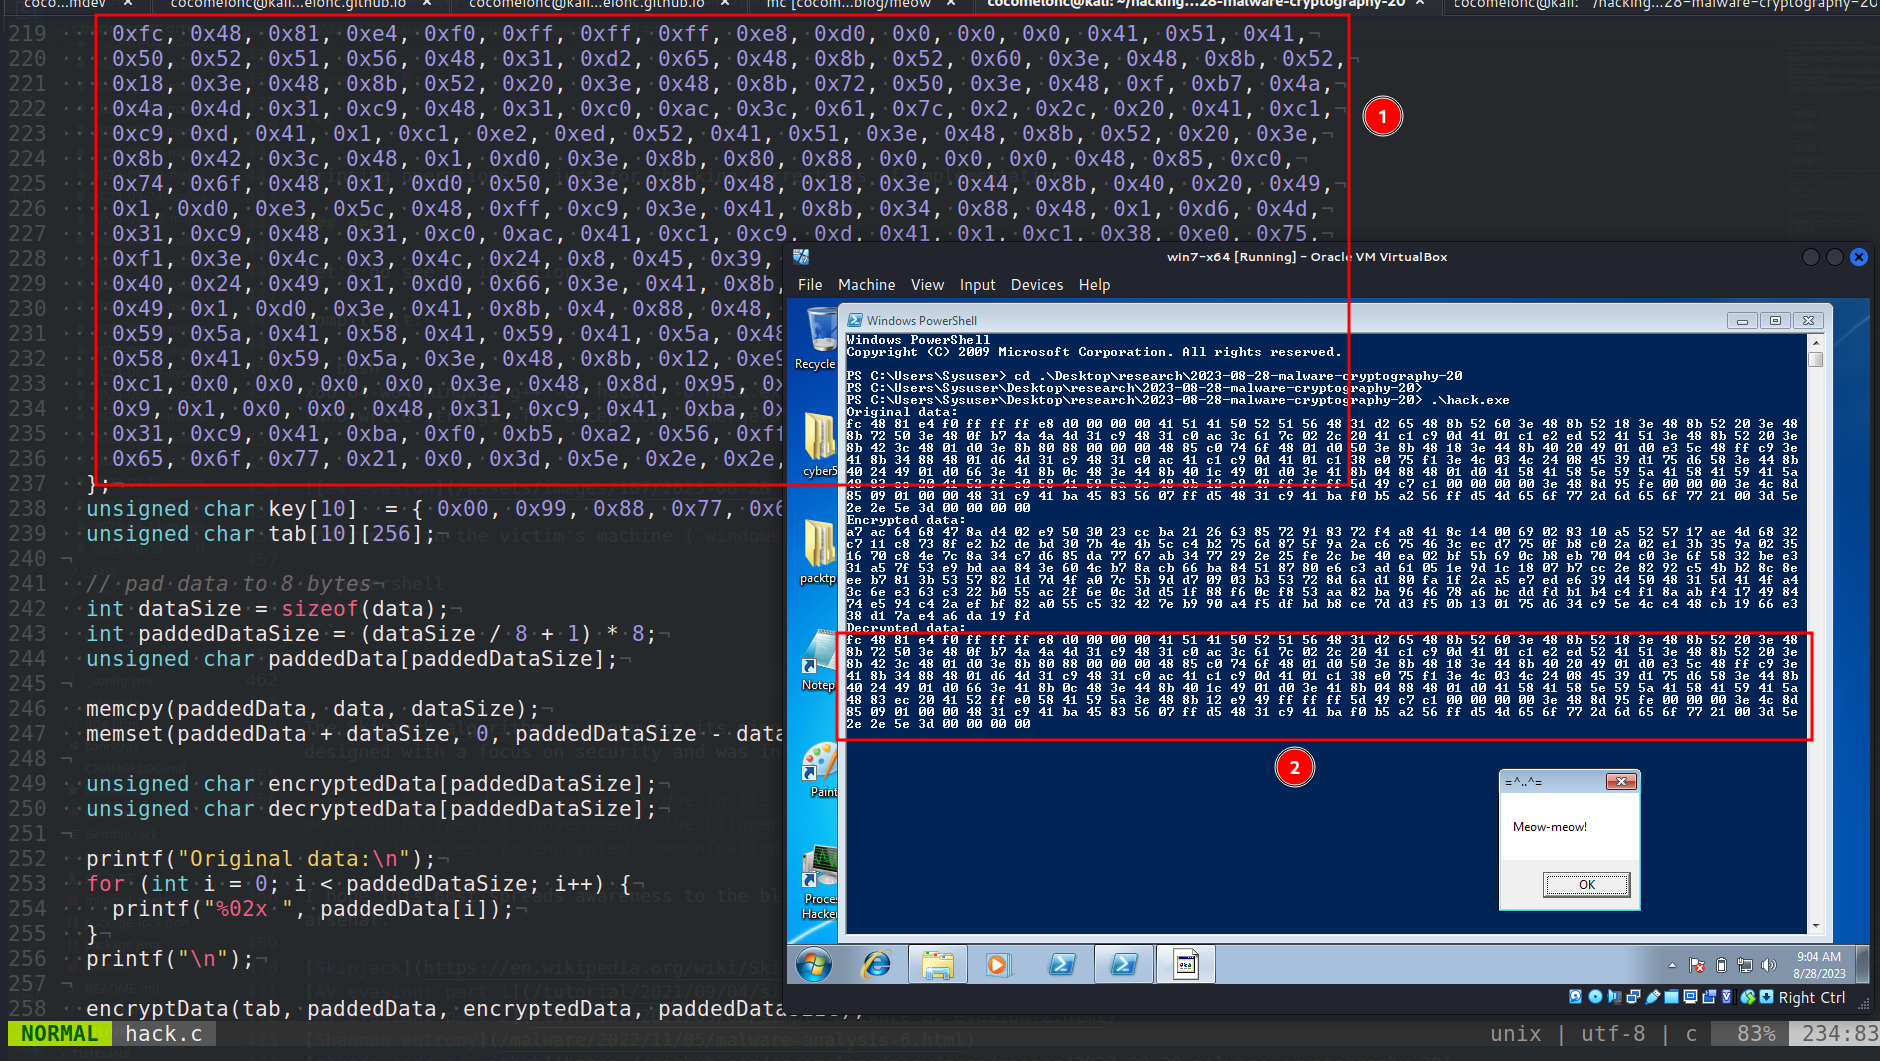 coco...mdev
cocomelonc@kali...elonc.github.io
cocomelonc@kali...elonc.github.io
mc [cocom...blog/meow
cocomelonc@kali: ~/hacking...28-malware-cryptography-20
cocomelonc@kali: ~/hacking...28-malware-cryptography-20
219 0xfc, 0x48, 0x81, 0xe4, 0xf0, 0xff, 0xff, 0xff, 0xe8, 0xd0, 0x0, 0x0, 0x0, 0x41, 0x51, 0x41,
220 0x50, 0x52, 0x51, 0x56, 0x48, 0x31, 0xd2, 0x65, 0x48, 0x8b, 0x52, 0x60, 0x3e, 0x48, 0x8b, 0x52,
221 0x18, 0x3e, 0x48, 0x8b, 0x52, 0x20, 0x3e, 0x48, 0x8b, 0x72, 0x50, 0x3e, 0x48, 0xf, 0xb7, 0x4a,
222 0x4a, 0x4d, 0x31, 0xc9, 0x48, 0x31, 0xc0, 0xac, 0x3c, 0x61, 0x7c, 0x2, 0x2c, 0x20, 0x41, 0xc1,
223 0xc9, 0xd, 0x41, 0x1, 0xc1, 0xe2, 0xed, 0x52, 0x41, 0x51, 0x3e, 0x48, 0x8b, 0x52, 0x20, 0x3e,
224 0x8b, 0x42, 0x3c, 0x48, 0x1, 0xd0, 0x3e, 0x8b, 0x80, 0x88, 0x0, 0x0, 0x0, 0x48, 0x85, 0xc0,
225 0x74, 0x6f, 0x48, 0x1, 0xd0, 0x50, 0x3e, 0x8b, 0x48, 0x18, 0x3e, 0x44, 0x8b, 0x40, 0x20, 0x49,
226 0x1, 0xd0, 0xe3, 0x5c, 0x48, 0xff, 0xc9, 0x3e, 0x41, 0x8b, 0x34, 0x88, 0x48, 0x1, 0xd6, 0x4d,
227 0x31, 0xc9, 0x48, 0x31, 0xc0, 0xac, 0x41, 0xc1, 0xc9, 0xd, 0x41, 0x1, 0xc1, 0x38, 0xe0, 0x75,
228 0xf1, 0x3e, 0x4c, 0x3, 0x4c, 0x24, 0x8, 0x45, 0x39,
229 0x40, 0x24, 0x49, 0x1, 0xd0, 0x66, 0x3e, 0x41, 0x8b,
230 0x49, 0x1, 0xd0, 0x3e, 0x41, 0x8b, 0x4, 0x88, 0x48,
231 0x59, 0x5a, 0x41, 0x58, 0x41, 0x59, 0x41, 0x5a, 0x48
232 0x58, 0x41, 0x59, 0x5a, 0x3e, 0x48, 0x8b, 0x12, 0xe9
233 0xc1, 0x0, 0x0, 0x0, 0x0, 0x3e, 0x48, 0x8d, 0x95, 0x
234 0x9, 0x1, 0x0, 0x0, 0x48, 0x31, 0xc9, 0x41, 0xba, 0x
235 0x31, 0xc9, 0x41, 0xba, 0xf0, 0xb5, 0xa2, 0x56, 0xff
236 0x65, 0x6f, 0x77, 0x21, 0x0, 0x3d, 0x5e, 0x2e, 0x2e,
237 };
238 unsigned char key[10] = { 0x00, 0x99, 0x88, 0x77, 0x6
239 unsigned char tab[10][256];
240
241 // pad data to 8 bytes
242 int dataSize = sizeof(data);
243 int paddedDataSize = (dataSize / 8 + 1) * 8;
244 unsigned char paddedData[paddedDataSize];
245
246 memcpy(paddedData, data, dataSize);
247 memset(paddedData + dataSize, 0, paddedDataSize - data
248
249 unsigned char encryptedData[paddedDataSize];
250 unsigned char decryptedData[paddedDataSize];
251
252 printf("Original data:\n");
253 for (int i = 0; i < paddedDataSize; i++) {
254 printf("%02x ", paddedData[i]);
255 }
256 printf("\n");
257
258 encryptData(tab, paddedData, encryptedData, paddedDataSize);
NORMAL hack.c
unix | utf-8 | c 83% 234:83
1
win7-x64 [Running] - Oracle VM VirtualBox
File Machine View Input Devices Help
Recycle
cyber5
packtp
Notep
Paint
Proces
Hacker
Windows PowerShell
Windows PowerShell
Copyright (C) 2009 Microsoft Corporation. All rights reserved.
PS C:\Users\Sysuser> cd .\Desktop\research\2023-08-28-malware-cryptography-20
PS C:\Users\Sysuser\Desktop\research\2023-08-28-malware-cryptography-20>
PS C:\Users\Sysuser\Desktop\research\2023-08-28-malware-cryptography-20> .\hack.exe
Original data:
fc 48 81 e4 f0 ff ff ff e8 d0 00 00 00 41 51 41 50 52 51 56 48 31 d2 65 48 8b 52 60 3e 48 8b 52 18 3e 48 8b 52 20 3e 48
8b 72 50 3e 48 0f b7 4a 4a 4d 31 c9 48 31 c0 ac 3c 61 7c 02 2c 20 41 c1 c9 0d 41 01 c1 e2 ed 52 41 51 3e 48 8b 52 20 3e
8b 42 3c 48 01 d0 3e 8b 80 88 00 00 00 48 85 c0 74 6f 48 01 d0 50 3e 8b 48 18 3e 44 8b 40 20 49 01 d0 e3 5c 48 ff c9 3e
41 8b 34 88 48 01 d6 4d 31 c9 48 31 c0 ac 41 c1 c9 0d 41 01 c1 38 e0 75 f1 3e 4c 03 4c 24 08 45 39 d1 75 d6 58 3e 44 8b
40 24 49 01 d0 66 3e 41 8b 0c 48 3e 44 8b 40 1c 49 01 d0 3e 41 8b 04 88 48 01 d0 41 58 41 58 5e 59 5a 41 58 41 59 41 5a
48 83 ec 20 41 52 ff e0 58 41 59 5a 3e 48 8b 12 e9 49 ff ff ff 5d 49 c7 c1 00 00 00 00 3e 48 8d 95 fe 00 00 00 3e 4c 8d
85 09 01 00 00 48 31 c9 41 ba 45 83 56 07 ff d5 48 31 c9 41 ba f0 b5 a2 56 ff d5 4d 65 6f 77 2d 6d 65 6f 77 21 00 3d 5e
2e 2e 5e 3d 00 00 00 00
Encrypted data:
a7 ac 64 68 47 8a d4 02 e9 50 30 23 cc ba 21 26 63 85 72 91 83 72 f4 a8 41 8c 14 00 69 02 83 10 a5 52 57 17 ae 4d 68 32
c7 11 c8 73 8f e2 b2 de bd 30 7b 4e 4b 5c c4 b2 75 6d 87 5f 9a 2a c6 75 46 3c ec d7 75 0f b8 c0 2a 02 e1 3b 35 9a 02 35
16 70 c8 4e 7c 8a 34 c7 d6 85 da 77 67 ab 34 77 29 2e 25 fe 2c be 40 ea 02 bf 5b 69 0c b8 eb 70 04 c0 3e 6f 58 32 be e3
31 a5 7f 53 e9 bd aa 84 3e 60 4c b7 8a cb 66 ba 84 51 87 80 e6 c3 ad 61 05 1e 9d 1c 18 07 b7 cc 2e 82 92 c5 4b b2 8c 8e
ee b7 81 3b 53 57 82 1d 7d 4f a0 7c 5b 9d d7 09 03 b3 53 72 8d 6a d1 80 fa 1f 2a a5 e7 ed e6 39 d4 50 48 31 5d 41 4f a4
3c 6e e3 63 c3 22 b0 55 ac 2f 6e 0c 3d d5 1f 88 f6 0c f8 53 aa 82 ba 96 46 78 a6 bc dd fd b1 b4 c4 f1 8a ab f4 17 49 84
74 e5 94 c4 2a ef bf 82 a0 55 c5 32 42 7e b9 90 a4 f5 df bd b8 ce 7d d3 f5 0b 13 01 75 d6 34 c9 5e 4c c4 48 cb 19 66 e3
38 d1 7a e4 a6 da 19 fd
Decrypted data:
fc 48 81 e4 f0 ff ff ff e8 d0 00 00 00 41 51 41 50 52 51 56 48 31 d2 65 48 8b 52 60 3e 48 8b 52 18 3e 48 8b 52 20 3e 48
8b 72 50 3e 48 0f b7 4a 4a 4d 31 c9 48 31 c0 ac 3c 61 7c 02 2c 20 41 c1 c9 0d 41 01 c1 e2 ed 52 41 51 3e 48 8b 52 20 3e
8b 42 3c 48 01 d0 3e 8b 80 88 00 00 00 48 85 c0 74 6f 48 01 d0 50 3e 8b 48 18 3e 44 8b 40 20 49 01 d0 e3 5c 48 ff c9 3e
41 8b 34 88 48 01 d6 4d 31 c9 48 31 c0 ac 41 c1 c9 0d 41 01 c1 38 e0 75 f1 3e 4c 03 4c 24 08 45 39 d1 75 d6 58 3e 44 8b
40 24 49 01 d0 66 3e 41 8b 0c 48 3e 44 8b 40 1c 49 01 d0 3e 41 8b 04 88 48 01 d0 41 58 41 58 5e 59 5a 41 58 41 59 41 5a
48 83 ec 20 41 52 ff e0 58 41 59 5a 3e 48 8b 12 e9 49 ff ff ff 5d 49 c7 c1 00 00 00 00 3e 48 8d 95 fe 00 00 00 3e 4c 8d
85 09 01 00 00 48 31 c9 41 ba 45 83 56 07 ff d5 48 31 c9 41 ba f0 b5 a2 56 ff d5 4d 65 6f 77 2d 6d 65 6f 77 21 00 3d 5e
2e 2e 5e 3d 00 00 00 00
2
=^..^=
Meow-meow!
OK
9:04 AM
8/28/2023
Right Ctrl